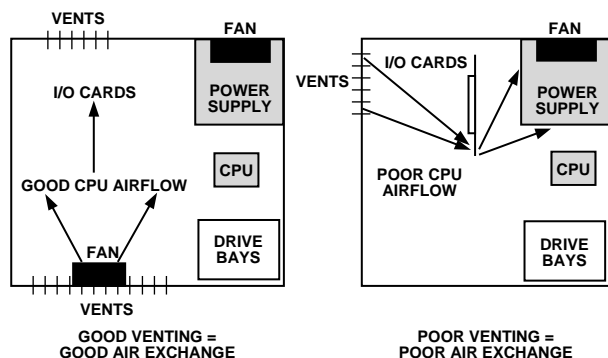 VENTS
FAN
I/O CARDS
POWER
SUPPLY
CPU
GOOD CPU AIRFLOW
FAN
DRIVE
BAYS
VENTS
GOOD VENTING =
GOOD AIR EXCHANGE
FAN
VENTS
I/O CARDS
POWER
SUPPLY
POOR CPU
AIRFLOW
CPU
DRIVE
BAYS
POOR VENTING =
POOR AIR EXCHANGE